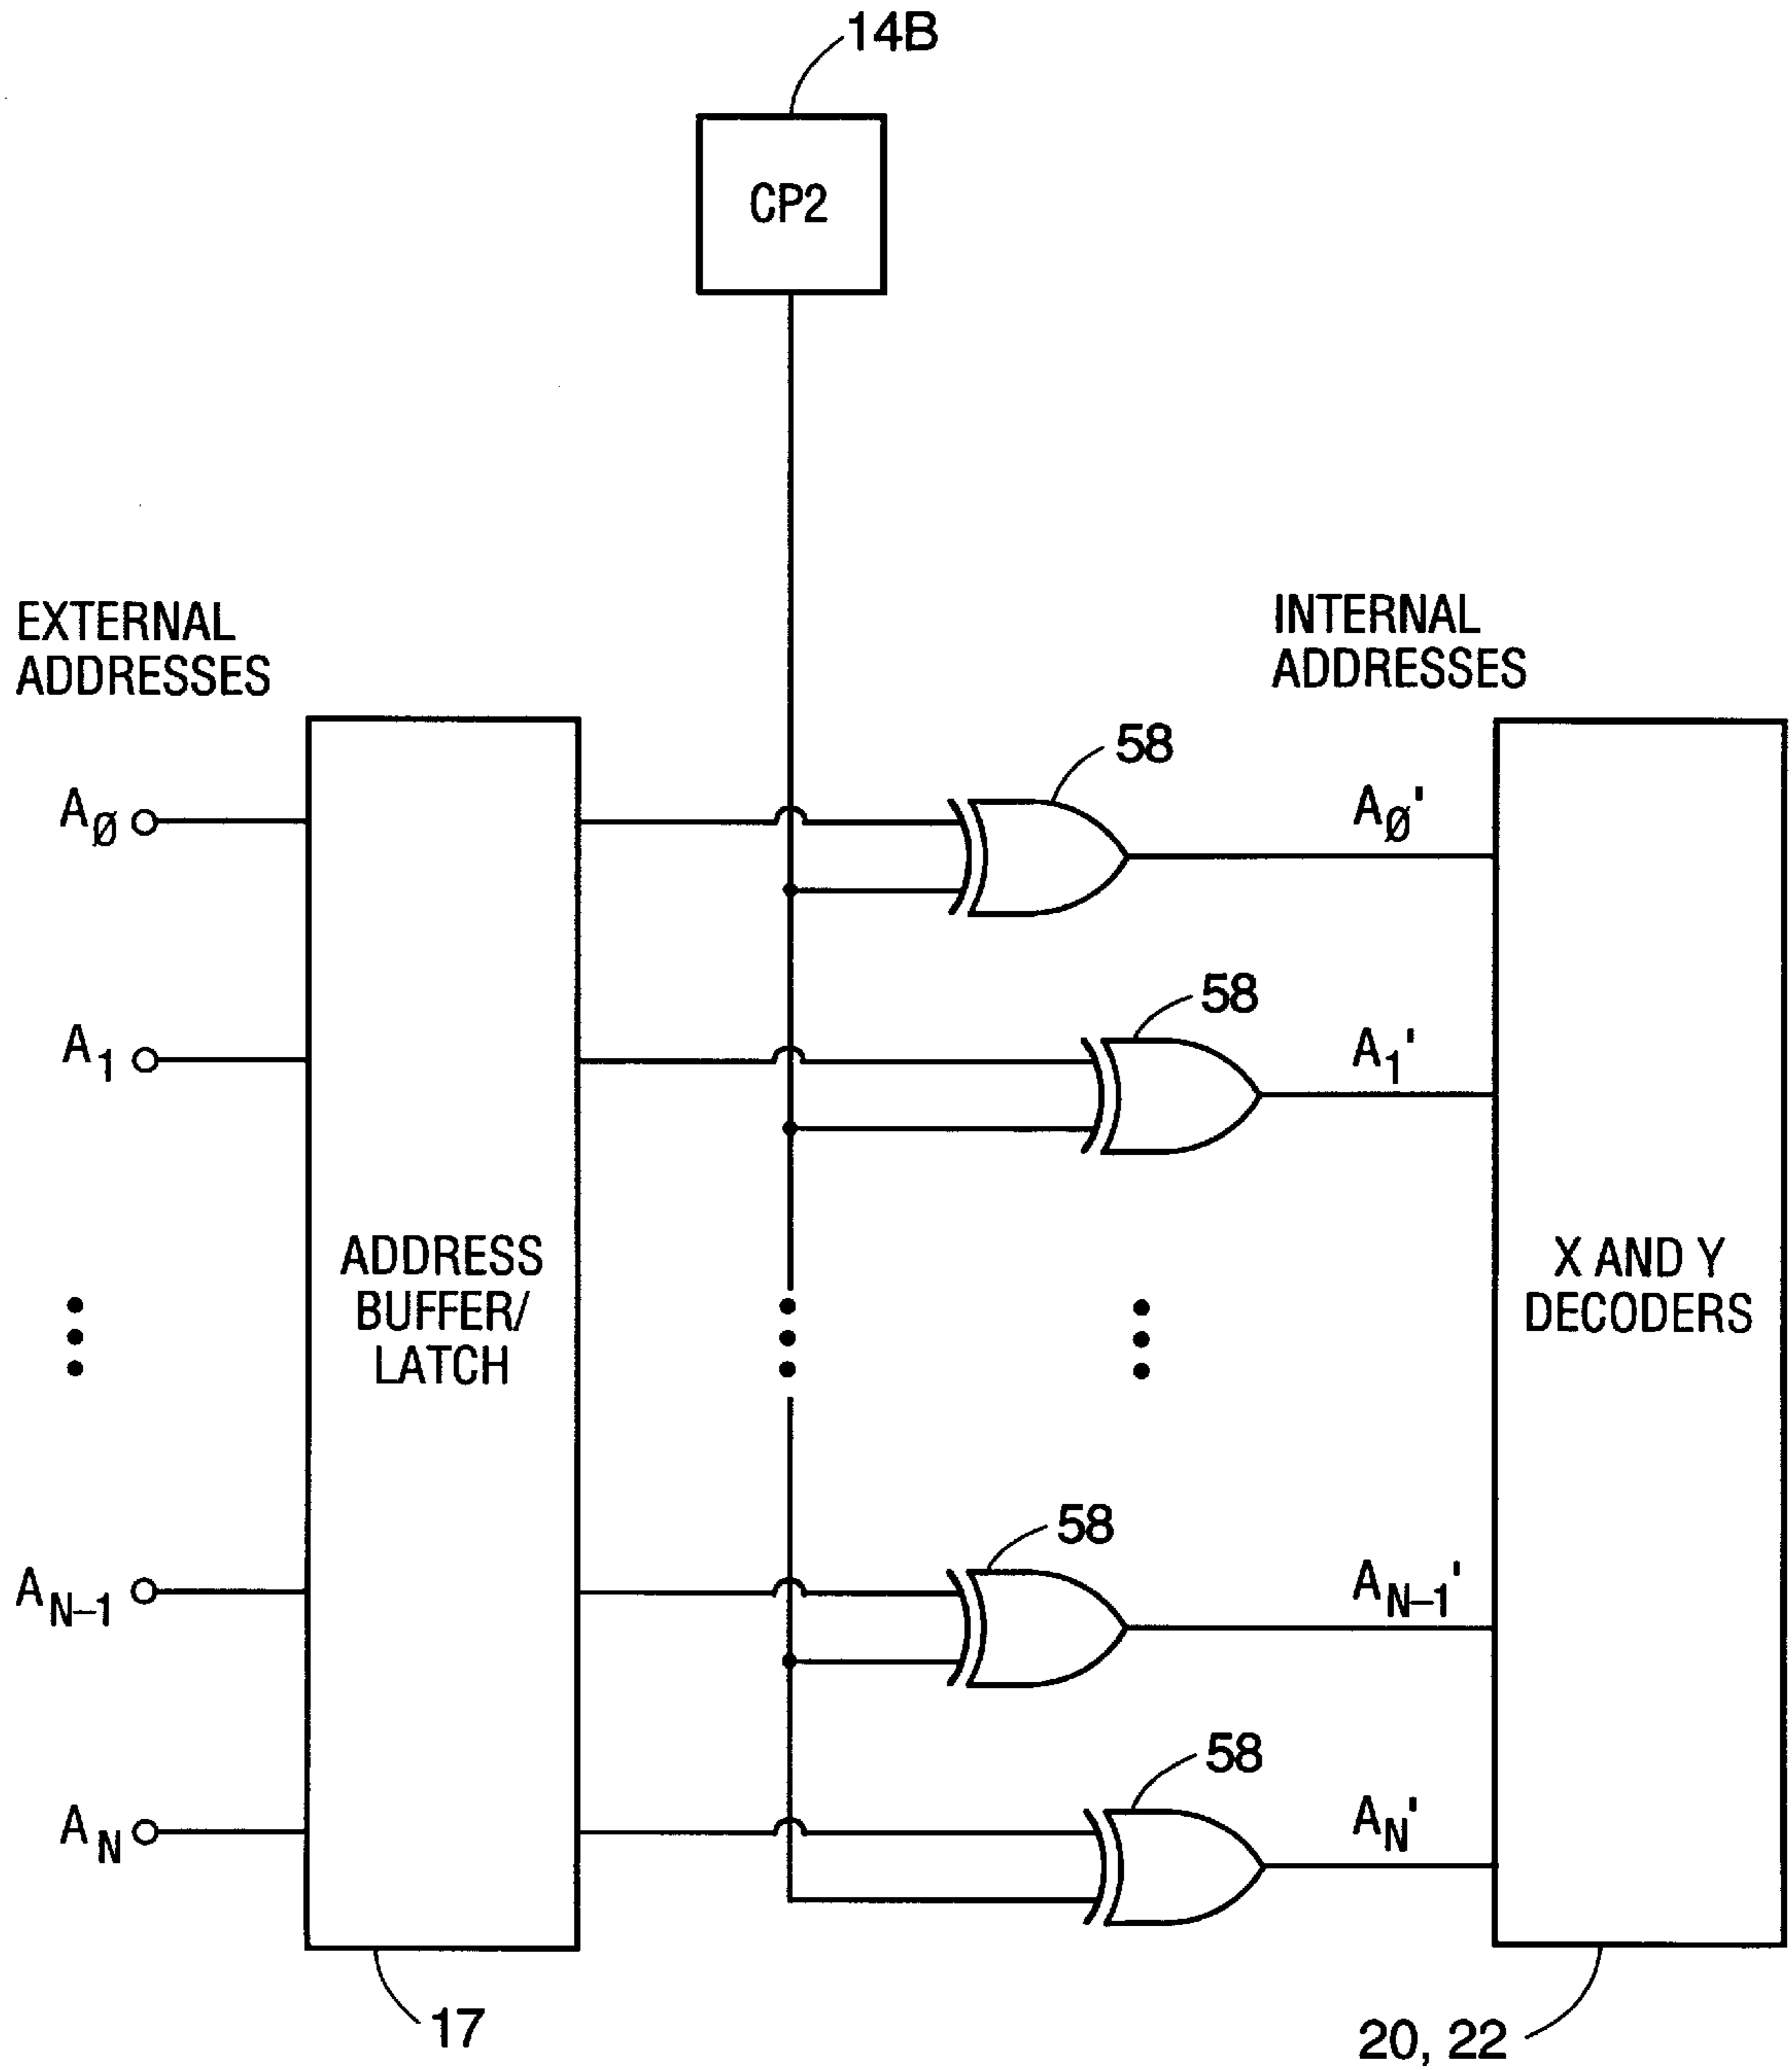 14B
CP2
EXTERNAL
ADDRESSES
INTERNAL
ADDRESSES
58
AØ
AØ'
58
A1
A1'
ADDRESS
BUFFER/
LATCH
X AND Y
DECODERS
58
AN–1
AN–1'
58
AN
AN'
17
20, 22